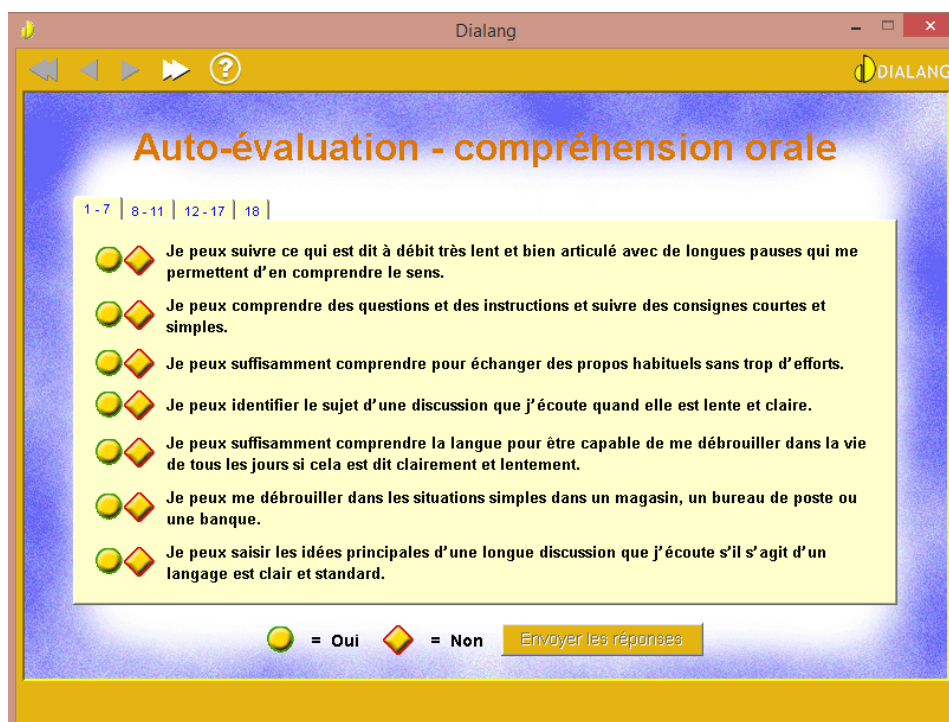 Dialang
?
DIALANG
Auto-évaluation - compréhension orale
1 - 7 | 8 - 11 | 12 - 17 | 18 |
Je peux suivre ce qui est dit à débit très lent et bien articulé avec de longues pauses qui me
permettent d'en comprendre le sens.
Je peux comprendre des questions et des instructions et suivre des consignes courtes et
simples.
Je peux suffisamment comprendre pour échanger des propos habituels sans trop d'efforts.
Je peux identifier le sujet d'une discussion que j'écoute quand elle est lente et claire.
Je peux suffisamment comprendre la langue pour être capable de me débrouiller dans la vie
de tous les jours si cela est dit clairement et lentement.
Je peux me débrouiller dans les situations simples dans un magasin, un bureau de poste ou
une banque.
Je peux saisir les idées principales d'une longue discussion que j'écoute s'il s'agit d'un
langage est clair et standard.
= Oui = Non Envoyer les réponses